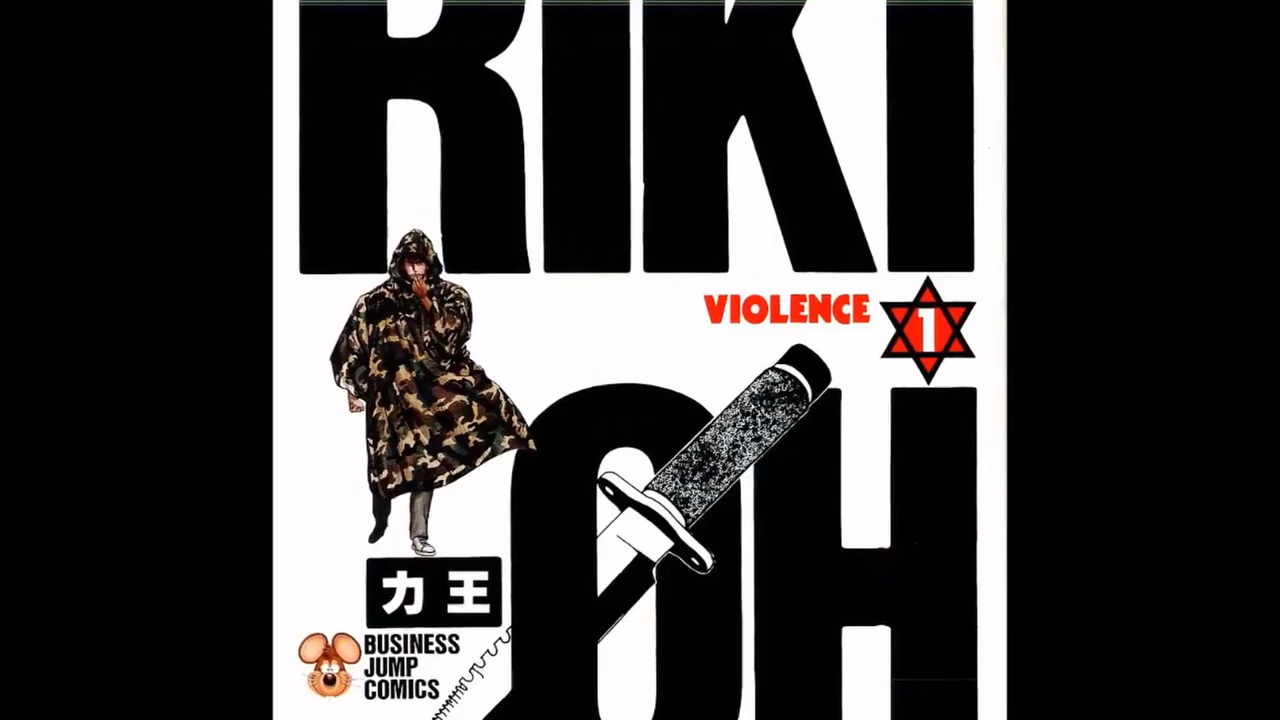 RIKI
VIOLENCE 1
OH
力王
BUSINESS
JUMP
COMICS